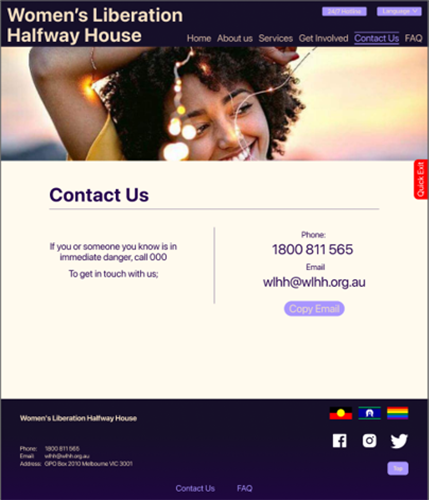 Women's Liberation
Halfway House
24/7 Hotline
Language
Home About us Services Get Involved Contact Us FAQ
Quick Exit
Contact Us
If you or someone you know is in
immediate danger, call 000
To get in touch with us;
Phone:
1800 811 565
Email
wlhh@wlhh.org.au
Copy Email
Women's Liberation Halfway House
Phone: 1800 811 565
Email: wlhh@wlhh.org.au
Address: GPO Box 2010 Melbourne VIC 3001
Top
Contact Us FAQ